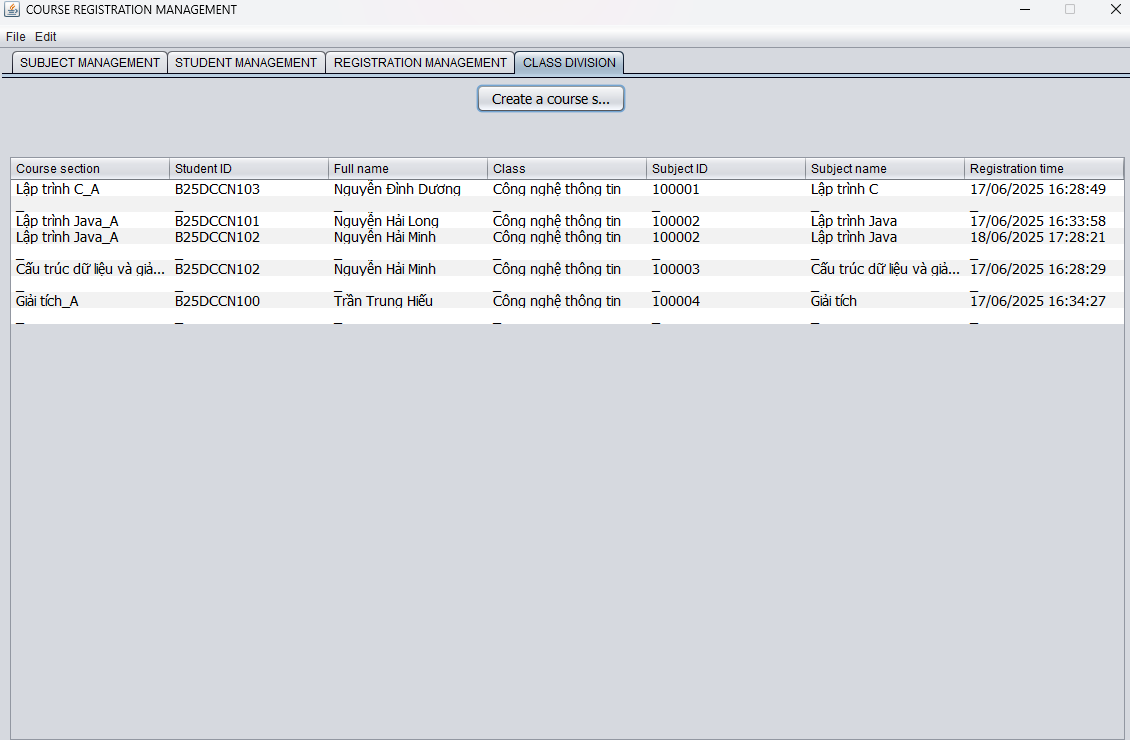 COURSE REGISTRATION MANAGEMENT
File Edit
SUBJECT MANAGEMENT STUDENT MANAGEMENT REGISTRATION MANAGEMENT CLASS DIVISION
Create a course s...
Course section Student ID Full name Class Subject ID Subject name Registration time
Lập trình C_A B25DCCN103 Nguyễn Đình Dương Công nghệ thông tin 100001 Lập trình C 17/06/2025 16:28:49
_ _ _ _ _ _ _
Lập trình Java_A B25DCCN101 Nguyễn Hải Long Công nghệ thông tin 100002 Lập trình Java 17/06/2025 16:33:58
Lập trình Java_A B25DCCN102 Nguyễn Hải Minh Công nghệ thông tin 100002 Lập trình Java 18/06/2025 17:28:21
_ _ _ _ _ _ _
Cấu trúc dữ liệu và giả... B25DCCN102 Nguyễn Hải Minh Công nghệ thông tin 100003 Cấu trúc dữ liệu và giả... 17/06/2025 16:28:29
_ _ _ _ _ _ _
Giải tích_A B25DCCN100 Trần Trung Hiếu Công nghệ thông tin 100004 Giải tích 17/06/2025 16:34:27
_ _ _ _ _ _ _